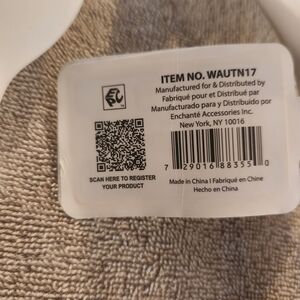 ITEM NO. WAUTN17
Manufactured for & Distributed by
Fabriqué pour et Distribué par
Manufacturado para y Distribuido por
Enchanté Accessories Inc.
New York, NY 10016
SCAN HERE TO REGISTER
YOUR PRODUCT
7 29016 88355 0
Made in China I Fabriqué en Chine
Hecho en China